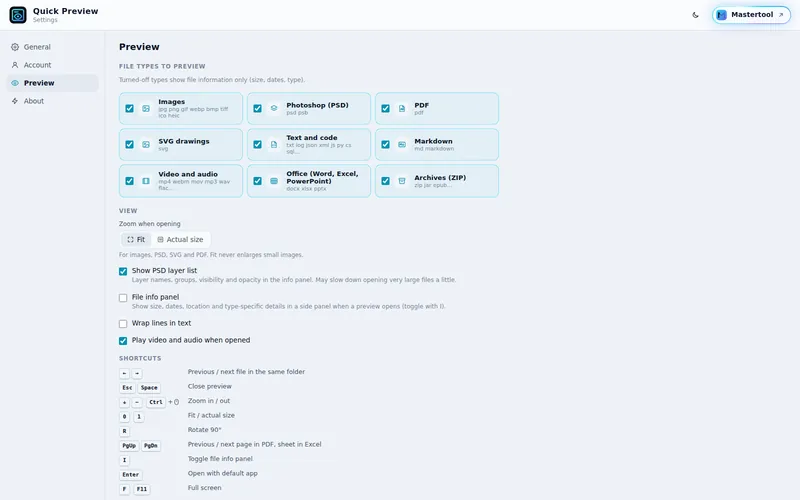 Quick Preview
Settings
Mastertool ↗
General
Account
Preview
About
Preview
FILE TYPES TO PREVIEW
Turned-off types show file information only (size, dates, type).
Images
jpg png gif webp bmp tiff
ico heic
Photoshop (PSD)
psd psb
PDF
pdf
SVG drawings
svg
Text and code
txt log json xml js py cs
sql...
Markdown
md markdown
Video and audio
mp4 webm mov mp3 wav
flac...
Office (Word, Excel,
PowerPoint)
docx xlsx pptx
Archives (ZIP)
zip jar epub...
VIEW
Zoom when opening
Fit
Actual size
For images, PSD, SVG and PDF. Fit never enlarges small images.
Show PSD layer list
Layer names, groups, visibility and opacity in the info panel. May slow down opening very large files a little.
File info panel
Show size, dates, location and type-specific details in a side panel when a preview opens (toggle with I).
Wrap lines in text
Play video and audio when opened
SHORTCUTS
← → Previous / next file in the same folder
Esc Space Close preview
+ − Ctrl + Zoom in / out
0 1 Fit / actual size
R Rotate 90°
PgUp PgDn Previous / next page in PDF, sheet in Excel
I Toggle file info panel
Enter Open with default app
F F11 Full screen